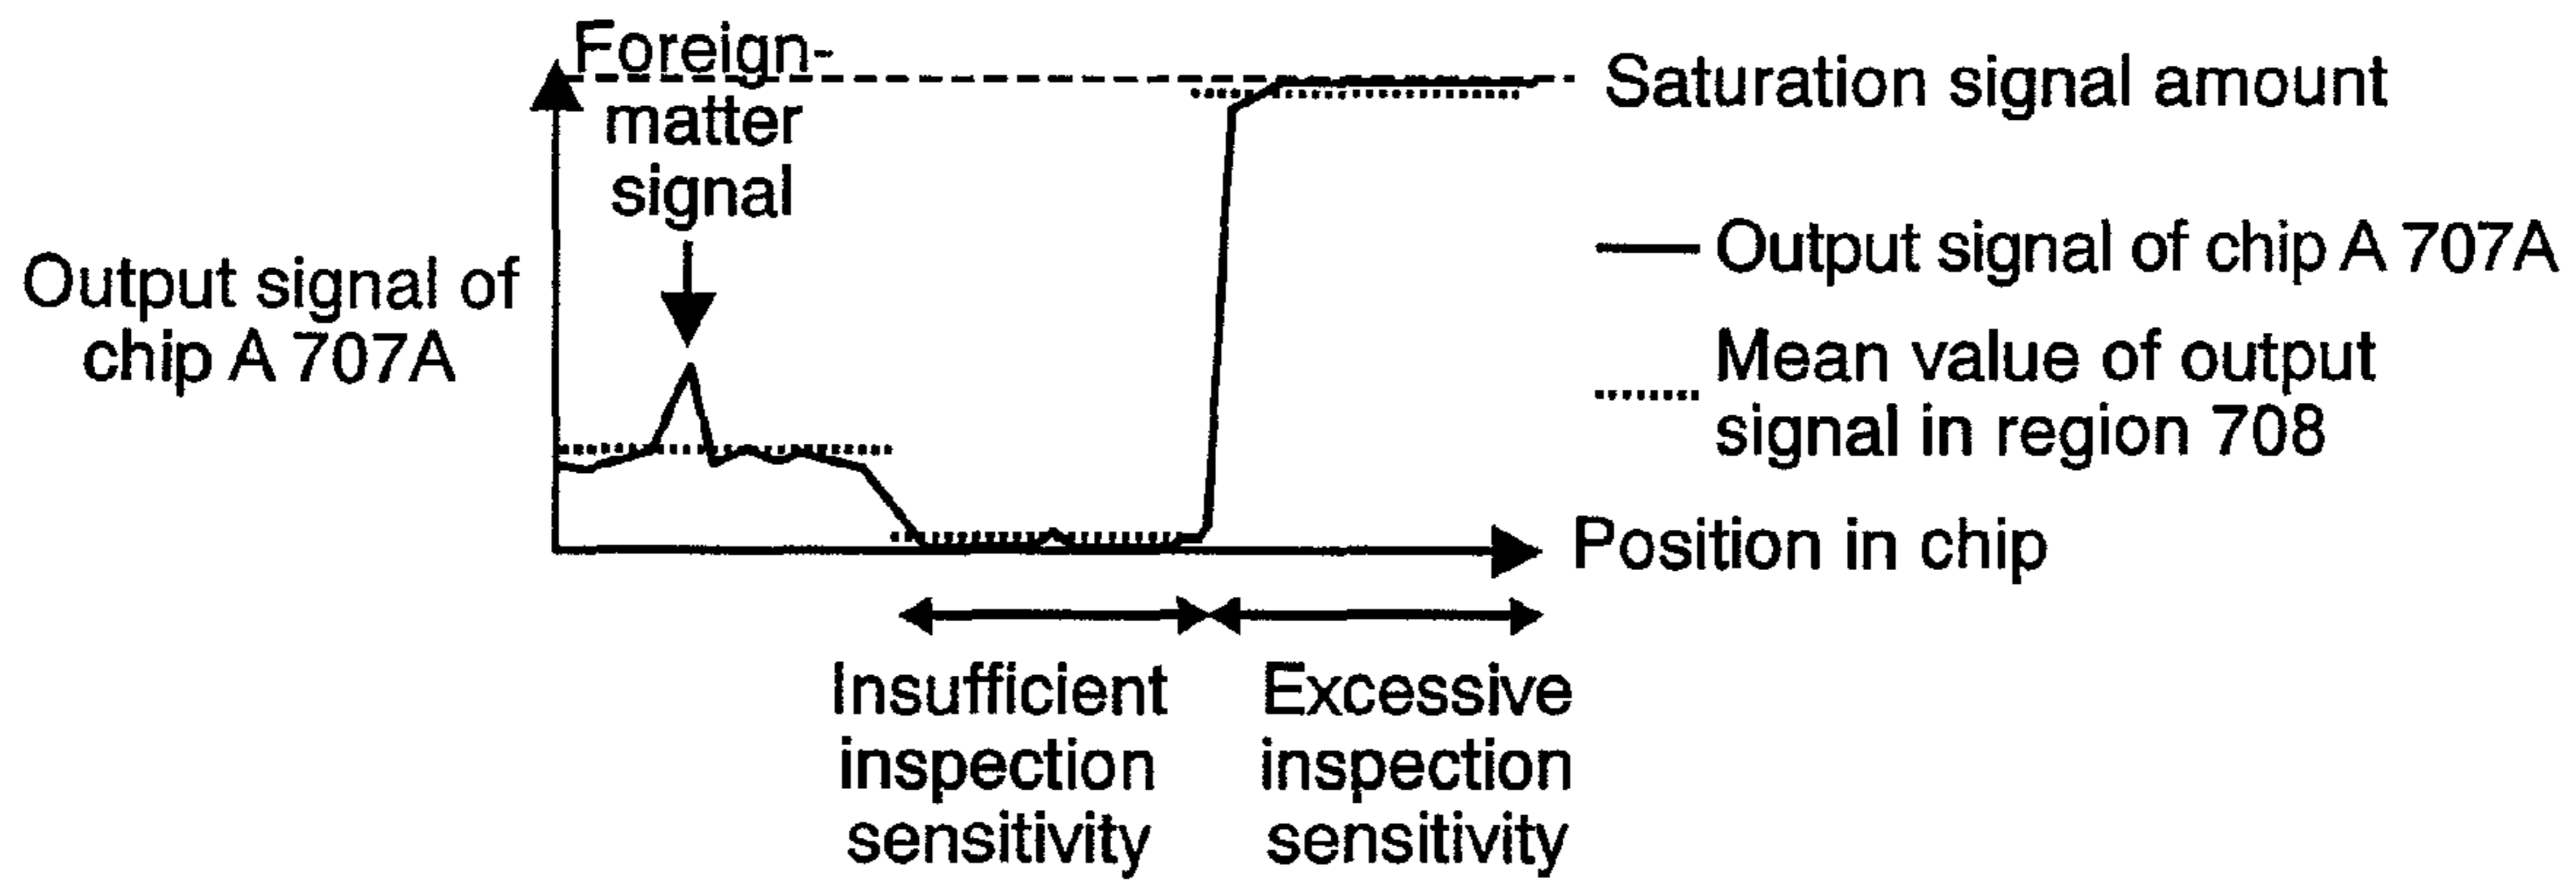 Foreign-
matter
signal
Saturation signal amount
Output signal of
chip A 707A
Output signal of chip A 707A
Mean value of output
signal in region 708
Position in chip
Insufficient
inspection
sensitivity
Excessive
inspection
sensitivity